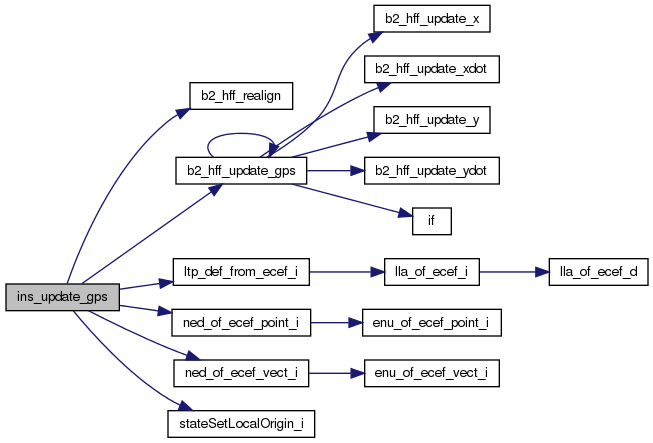 b2_hff_update_x
b2_hff_update_xdot
b2_hff_realign
b2_hff_update_y
b2_hff_update_gps
b2_hff_update_ydot
if
ltp_def_from_ecef_i
lla_of_ecef_i
lla_of_ecef_d
ins_update_gps
ned_of_ecef_point_i
enu_of_ecef_point_i
ned_of_ecef_vect_i
enu_of_ecef_vect_i
stateSetLocalOrigin_i